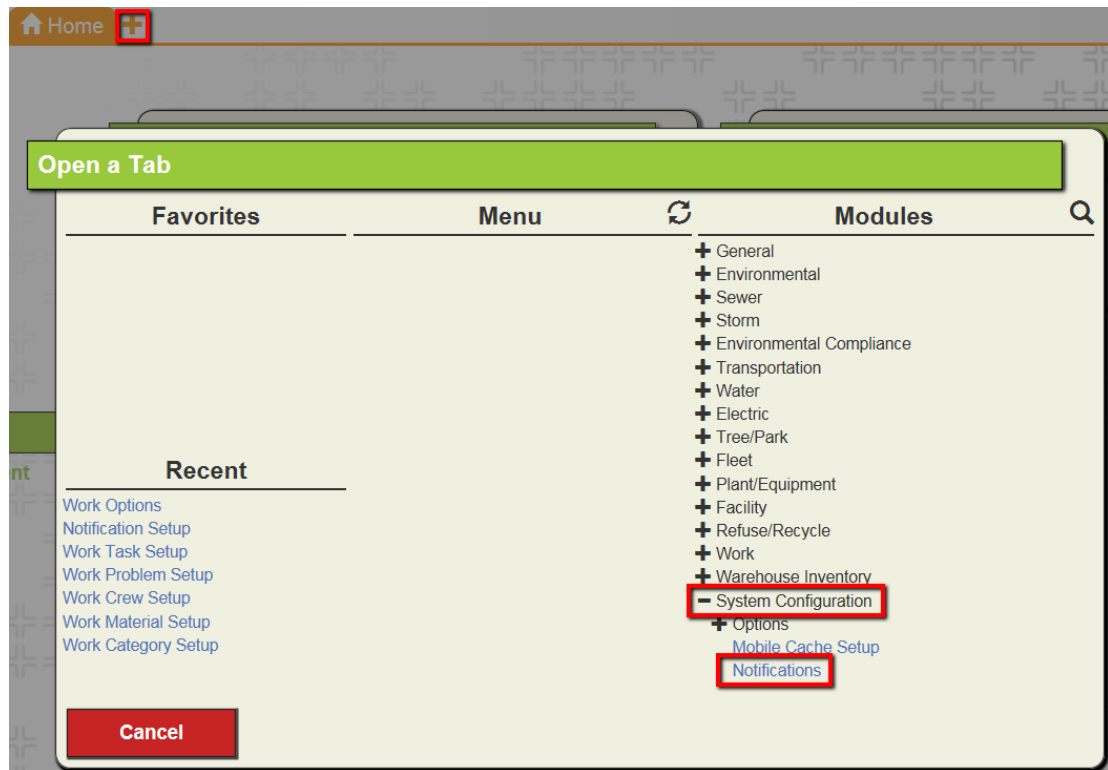 Home
Open a Tab
Favorites
Menu
Modules
General
Environmental
Sewer
Storm
Environmental Compliance
Transportation
Water
Electric
Tree/Park
Fleet
Plant/Equipment
Facility
Refuse/Recycle
Work
Warehouse Inventory
System Configuration
Options
Mobile Cache Setup
Notifications
nt
Recent
Work Options
Notification Setup
Work Task Setup
Work Problem Setup
Work Crew Setup
Work Material Setup
Work Category Setup
Cancel